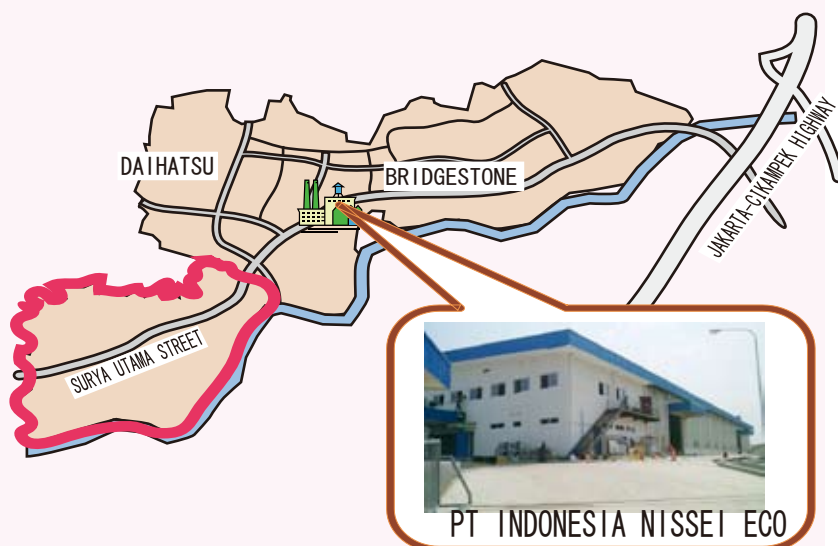 DAIHATSU
BRIDGESTONE
JAKARTA-CIKAMPEK HIGHWAY
SURYA UTAMA STREET
PT INDONESIA NISSEI ECO